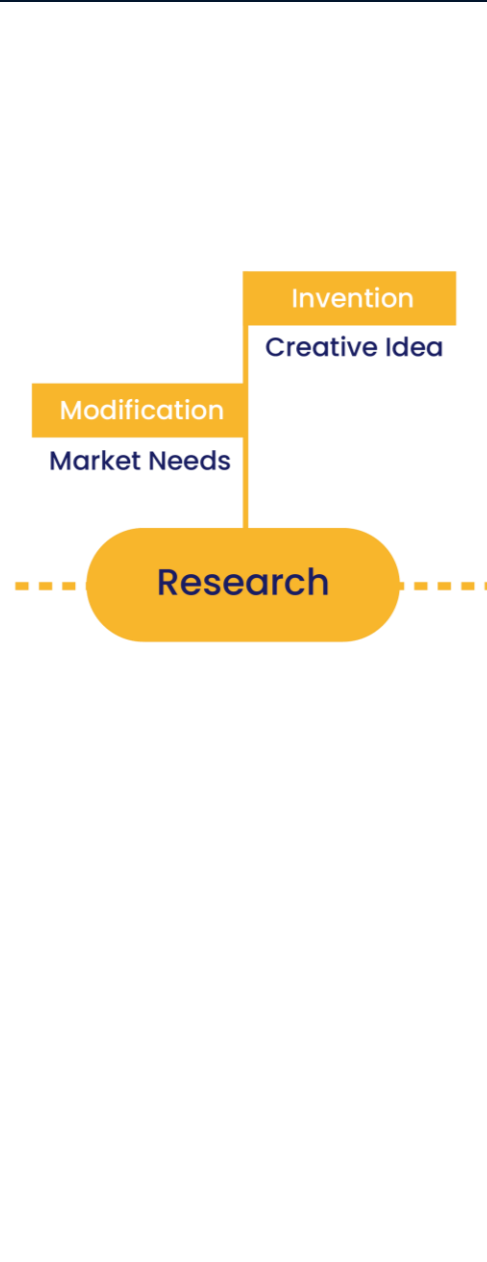 Invention
Creative Idea
Modification
Market Needs
Research